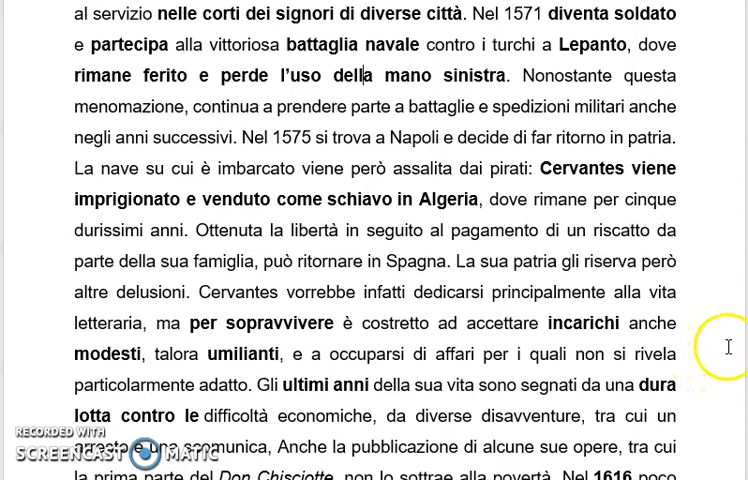 al servizio nelle corti dei signori di diverse città. Nel 1571 diventa soldato
e partecipa alla vittoriosa battaglia navale contro i turchi a Lepanto, dove
rimane ferito e perde l'uso della mano sinistra. Nonostante questa
menomazione, continua a prendere parte a battaglie e spedizioni militari anche
negli anni successivi. Nel 1575 si trova a Napoli e decide di far ritorno in patria.
La nave su cui è imbarcato viene però assalita dai pirati: Cervantes viene
imprigionato e venduto come schiavo in Algeria, dove rimane per cinque
durissimi anni. Ottenuta la libertà in seguito al pagamento di un riscatto da
parte della sua famiglia, può ritornare in Spagna. La sua patria gli riserva però
altre delusioni. Cervantes vorrebbe infatti dedicarsi principalmente alla vita
letteraria, ma per sopravvivere è costretto ad accettare incarichi anche
modesti, talora umilianti, e a occuparsi di affari per i quali non si rivela
particolarmente adatto. Gli ultimi anni della sua vita sono segnati da una dura
lotta contro le difficoltà economiche, da diverse disavventure, tra cui un
RECORDED WITH
arresto e una scomunica, Anche la pubblicazione di alcune sue opere, tra cui
SCREENCAST MATIC
la prima parte del Don Chisciotte, non lo sottrae alla povertà. Nel 1616 poco